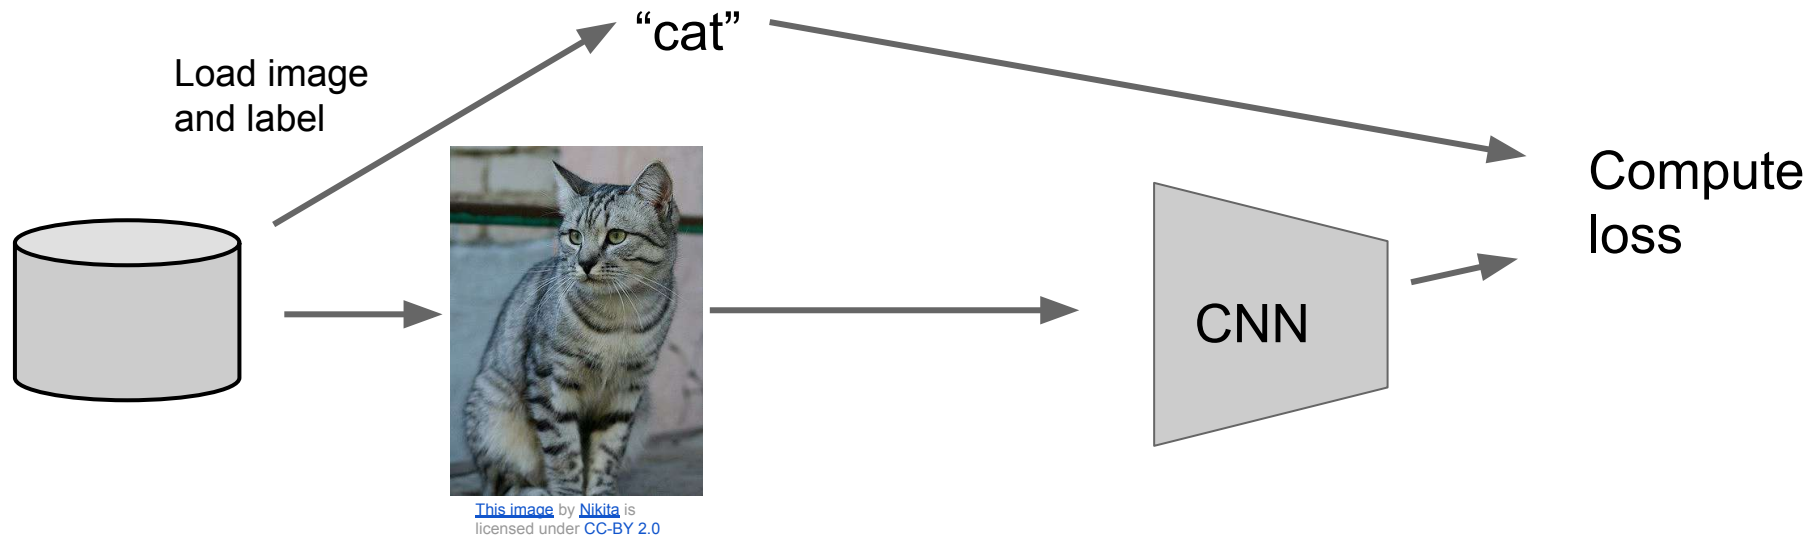 “cat”
Load image
and label
Compute
loss
CNN
This image by Nikita is
licensed under CC-BY 2.0